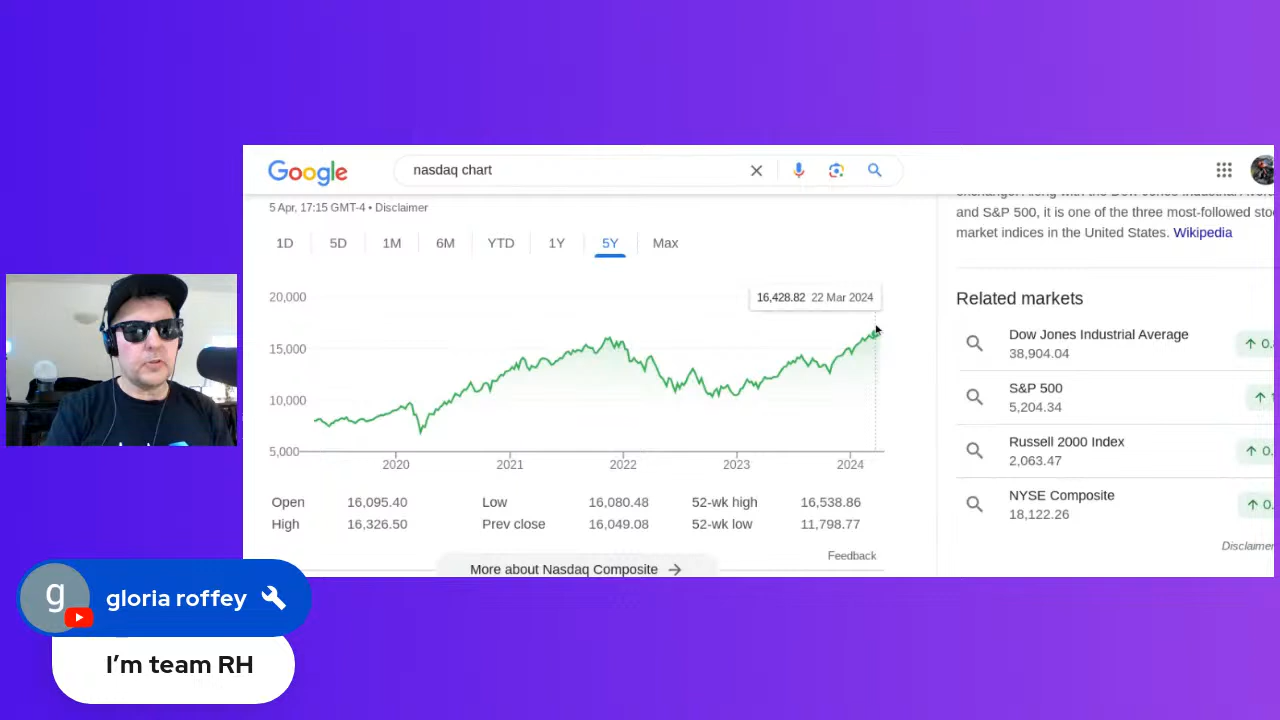 Google
nasdaq chart
5 Apr, 17:15 GMT-4 • Disclaimer
1D 5D 1M 6M YTD 1Y 5Y Max
20,000
15,000
10,000
5,000
16,428.82 22 Mar 2024
2020 2021 2022 2023 2024
Open 16,095.40 Low 16,080.48 52-wk high 16,538.86
High 16,326.50 Prev close 16,049.08 52-wk low 11,798.77
Feedback
More about Nasdaq Composite
and S&P 500, it is one of the three most-followed sto
market indices in the United States. Wikipedia
Related markets
Dow Jones Industrial Average
38,904.04
0.
S&P 500
5,204.34
Russell 2000 Index
2,063.47
0.
NYSE Composite
18,122.26
0.
Disclaimer
g
gloria roffey
I’m team RH